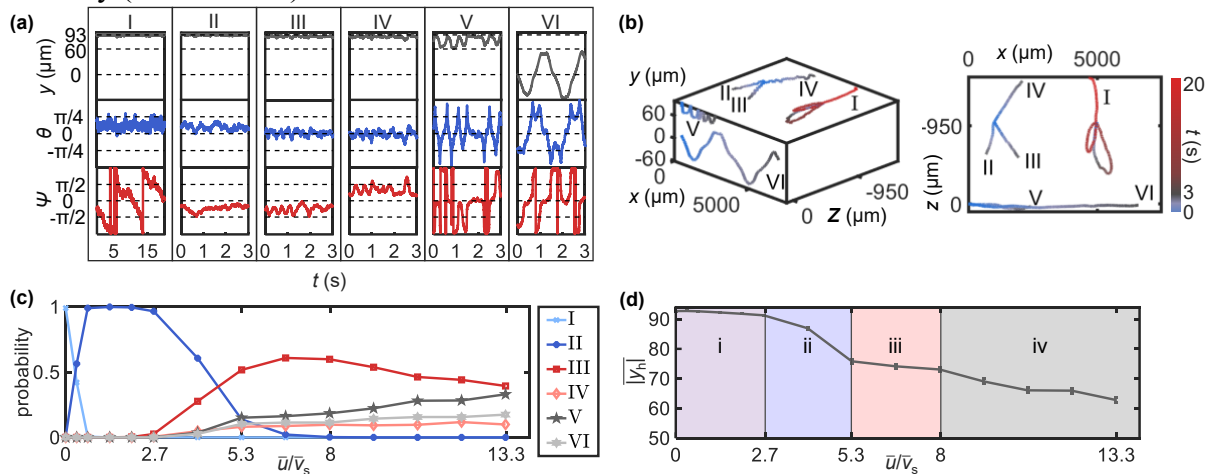 (a)
I II III IV V VI
y (µm)
93
60
0
θ
π/4
0
-π/4
ψ
π/2
0
-π/2
5 15 0 1 2 3 0 1 2 3 0 1 2 3 0 1 2 3 0 1 2 3
t (s)
(b)
y (µm)
60
0
-60
x (µm)
5000
0
Z (µm)
-950
II
III
IV
I
V
VI
x (µm)
0 5000
z (µm)
-950
0
IV
I
II
III
V
VI
20
3
0
t (s)
(c)
probability
1
0.5
0
0 2.7 5.3 8 13.3
ū/v̄s
I
II
III
IV
V
VI
(d)
|yh|
90
80
70
60
50
i ii iii iv
0 2.7 5.3 8 13.3
ū/v̄s